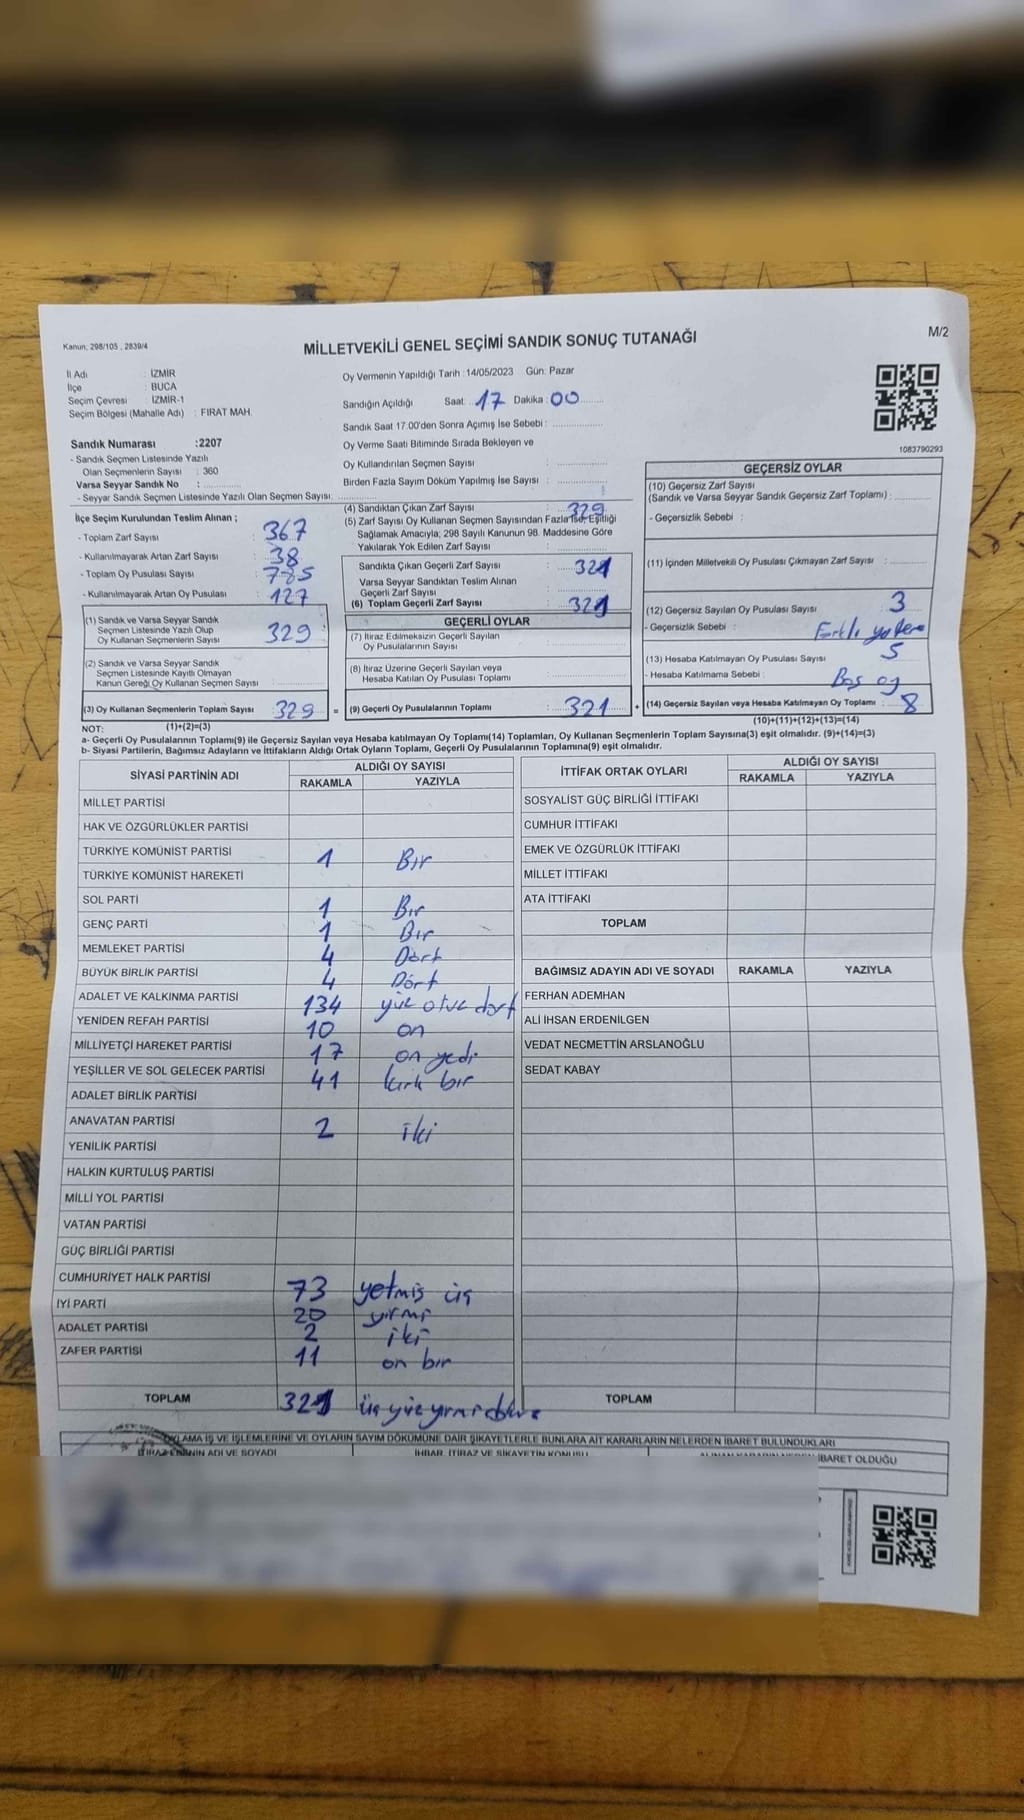 Kanun: 298/105 , 2839/4
MİLLETVEKİLİ GENEL SEÇİMİ SANDIK SONUÇ TUTANAĞI
M/2
İl Adı : İZMİR
İlçe : BUCA
Seçim Çevresi : İZMİR-1
Seçim Bölgesi (Mahalle Adı) : FIRAT MAH.
Sandık Numarası :2207
- Sandık Seçmen Listesinde Yazılı
Olan Seçmenlerin Sayısı : 360
Varsa Seyyar Sandık No :
- Seyyar Sandık Seçmen Listesinde Yazılı Olan Seçmen Sayısı:
Oy Vermenin Yapıldığı Tarih :14/05/2023 Gün: Pazar
Sandığın Açıldığı Saat: 17 Dakika : 00
Sandık Saat 17.00'den Sonra Açımış İse Sebebi :
Oy Verme Saati Bitiminde Sırada Bekleyen ve
Oy Kullandırılan Seçmen Sayısı :
Birden Fazla Sayım Döküm Yapılmış İse Sayısı :
1083790293
İlçe Seçim Kurulundan Teslim Alınan ;
- Toplam Zarf Sayısı : 367
- Kullanılmayarak Artan Zarf Sayısı : 38
- Toplam Oy Pusulası Sayısı : 785
- Kullanılmayarak Artan Oy Pusulası : 127
(1) Sandık ve Varsa Seyyar Sandık
Seçmen Listesinde Yazılı Olup
Oy Kullanan Seçmenlerin Sayısı 329
(2) Sandık ve Varsa Seyyar Sandık
Seçmen Listesinde Kayıtlı Olmayan
Kanun Gereği Oy Kullanan Seçmen Sayısı :
(3) Oy Kullanan Seçmenlerin Toplam Sayısı : 329 =
(1)+(2)=(3)
(4) Sandıktan Çıkan Zarf Sayısı : 329
(5) Zarf Sayısı Oy Kullanan Seçmen Sayısından Fazla İse, Eşitliği
Sağlamak Amacıyla; 298 Sayılı Kanunun 98. Maddesine Göre
Yakılarak Yok Edilen Zarf Sayısı :
Sandıkta Çıkan Geçerli Zarf Sayısı : 321
Varsa Seyyar Sandıktan Teslim Alınan
Geçerli Zarf Sayısı :
(6) Toplam Geçerli Zarf Sayısı : 321
GEÇERLİ OYLAR
(7) İtiraz Edilmeksizin Geçerli Sayılan
Oy Pusulalarının Sayısı :
(8) İtiraz Üzerine Geçerli Sayılan veya
Hesaba Katılan Oy Pusulası Toplamı :
(9) Geçerli Oy Pusulalarının Toplamı : 321 +
GEÇERSİZ OYLAR
(10) Geçersiz Zarf Sayısı
(Sandık ve Varsa Seyyar Sandık Geçersiz Zarf Toplamı) :
- Geçersizlik Sebebi :
(11) İçinden Milletvekili Oy Pusulası Çıkmayan Zarf Sayısı :
(12) Geçersiz Sayılan Oy Pusulası Sayısı : 3
- Geçersizlik Sebebi :
(13) Hesaba Katılmayan Oy Pusulası Sayısı : 5
- Hesaba Katılmama Sebebi : Boş oy
(14) Geçersiz Sayılan veya Hesaba Katılmayan Oy Toplamı : 8
(10)+(11)+(12)+(13)=(14)
NOT:
a- Geçerli Oy Pusulalarının Toplamı(9) ile Geçersiz Sayılan veya Hesaba katılmayan Oy Toplamı(14) Toplamları, Oy Kullanan Seçmenlerin Toplam Sayısına(3) eşit olmalıdır. (9)+(14)=(3)
b- Siyasi Partilerin, Bağımsız Adayların ve İttifakların Aldığı Ortak Oyların Toplamı, Geçerli Oy Pusulalarının Toplamına(9) eşit olmalıdır.
SİYASİ PARTİNİN ADI ALDIĞI OY SAYISI
RAKAMLA YAZIYLA
MİLLET PARTİSİ
HAK VE ÖZGÜRLÜKLER PARTİSİ
TÜRKİYE KOMÜNİST PARTİSİ 1 Bir
TÜRKİYE KOMÜNİST HAREKETİ
SOL PARTİ 1 Bir
GENÇ PARTİ 1 Bir
MEMLEKET PARTİSİ 4 Dört
BÜYÜK BİRLİK PARTİSİ 4 Dört
ADALET VE KALKINMA PARTİSİ 134 yüz otuz dört
YENİDEN REFAH PARTİSİ 10 on
MİLLİYETÇİ HAREKET PARTİSİ 17 on yedi
YEŞİLLER VE SOL GELECEK PARTİSİ 41 kırk bir
ADALET BİRLİK PARTİSİ
ANAVATAN PARTİSİ 2 iki
YENİLİK PARTİSİ
HALKIN KURTULUŞ PARTİSİ
MİLLİ YOL PARTİSİ
VATAN PARTİSİ
GÜÇ BİRLİĞİ PARTİSİ
CUMHURİYET HALK PARTİSİ 73 yetmiş üç
İYİ PARTİ 20 yirmi
ADALET PARTİSİ 2 iki
ZAFER PARTİSİ 11 on bir
TOPLAM 321
İTTİFAK ORTAK OYLARI ALDIĞI OY SAYISI
RAKAMLA YAZIYLA
SOSYALİST GÜÇ BİRLİĞİ İTTİFAKI
CUMHUR İTTİFAKI
EMEK VE ÖZGÜRLÜK İTTİFAKI
MİLLET İTTİFAKI
ATA İTTİFAKI
TOPLAM
BAĞIMSIZ ADAYIN ADI VE SOYADI RAKAMLA YAZIYLA
FERHAN ADEMHAN
ALİ İHSAN ERDENİLGEN
VEDAT NECMETTİN ARSLANOĞLU
SEDAT KABAY
TOPLAM
İŞ VE İŞLEMLERİNE VE OYLARIN SAYIM DÖKÜMÜNE DAİR ŞİKAYETLERLE BUNLARA AİT KARARLARIN NELERDEN İBARET BULUNDUKLARI
ADI VE SOYADI İHBAR, İTİRAZ VE ŞİKAYETİN KONUSU İBARET OLDUĞU